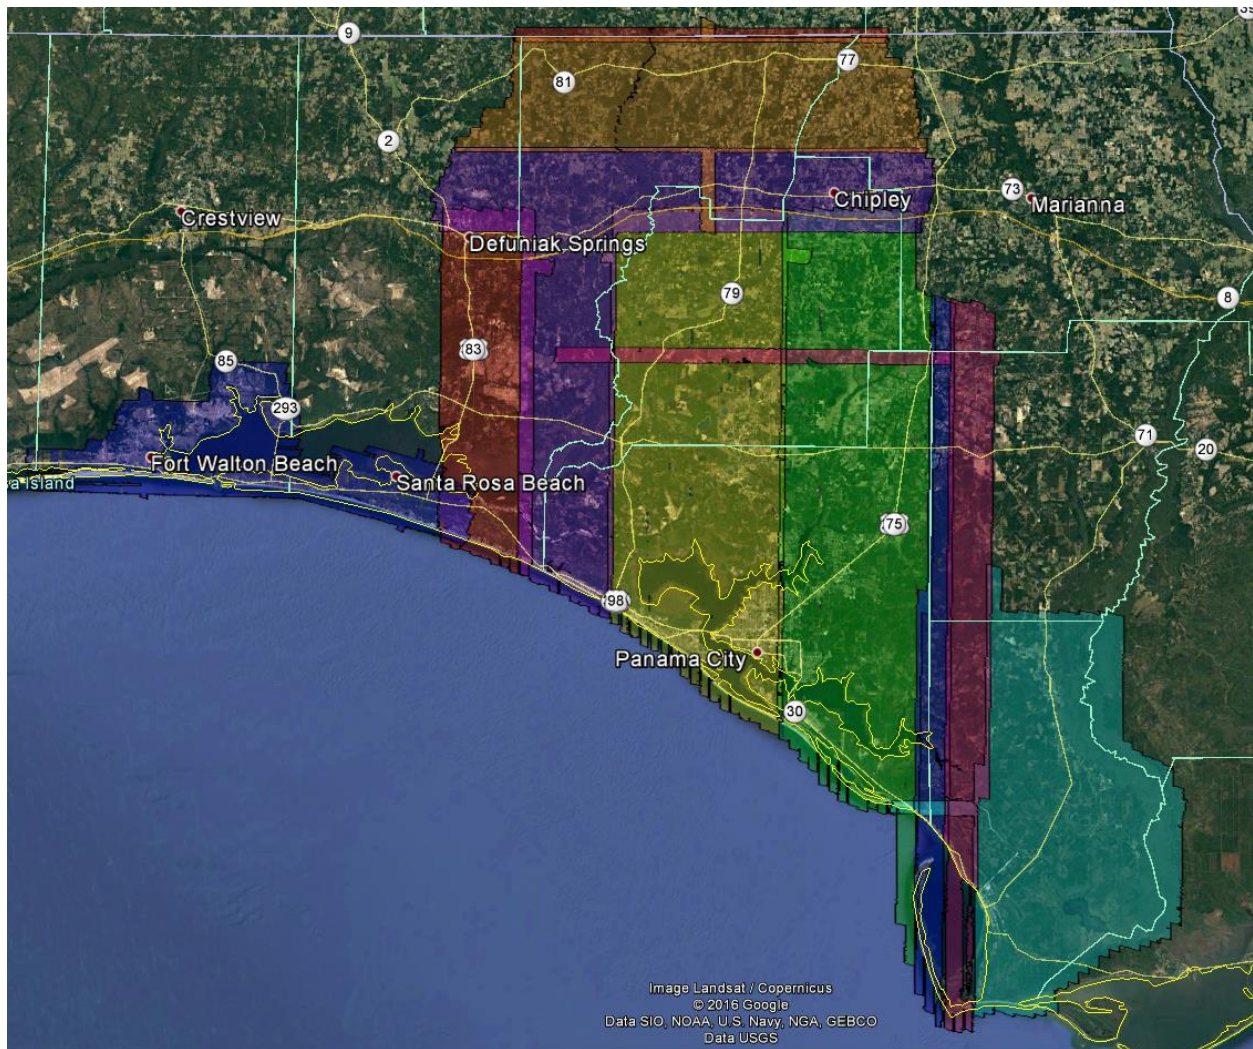 39
9
77
81
2
73
Chipley
Marianna
Crestview
Defuniak Springs
79
8
83
85
293
71
20
Fort Walton Beach
Santa Rosa Beach
sa Island
75
98
Panama City
30
Image Landsat / Copernicus
© 2016 Google
Data SIO, NOAA, U.S. Navy, NGA, GEBCO
Data USGS